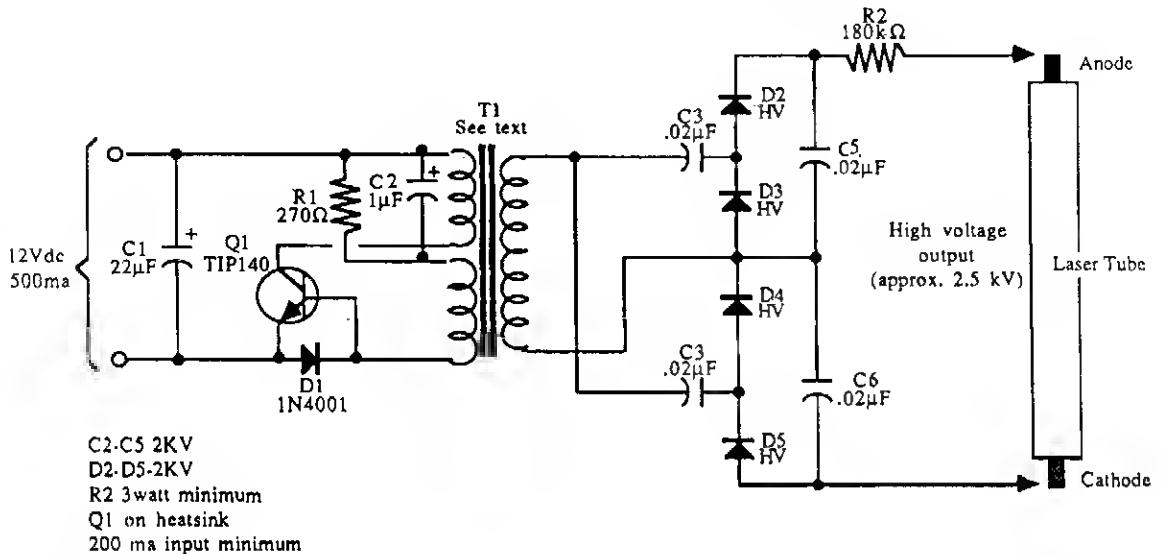 R2
180kΩ
Anode
T1
See text
D2
HV
C3
.02µF
C5
.02µF
R1
270Ω
C2
1µF
+
D3
HV
12Vdc
500ma
C1
22µF
+
Q1
TIP140
High voltage
output
(approx. 2.5 kV)
Laser Tube
D4
HV
C3
.02µF
C6
.02µF
D1
1N4001
D5
HV
Cathode
C2-C5 2KV
D2-D5-2KV
R2 3watt minimum
Q1 on heatsink
200 ma input minimum